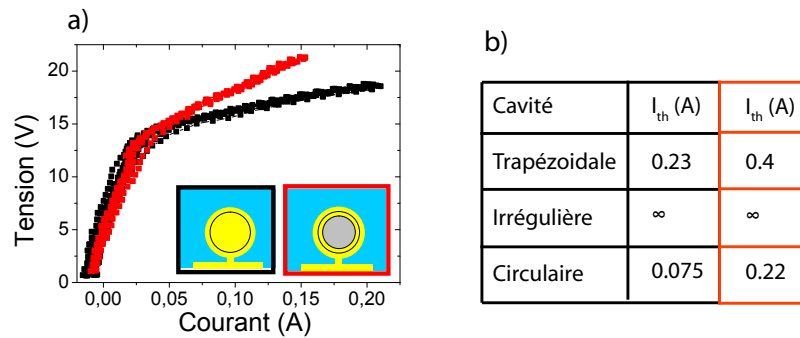 a)
Tension (V)
20
15
10
5
0
0,00 0,05 0,10 0,15 0,20
Courant (A)
b)
Cavité I_th (A) I_th (A)
Trapézoidale 0.23 0.4
Irrégulière ∞ ∞
Circulaire 0.075 0.22